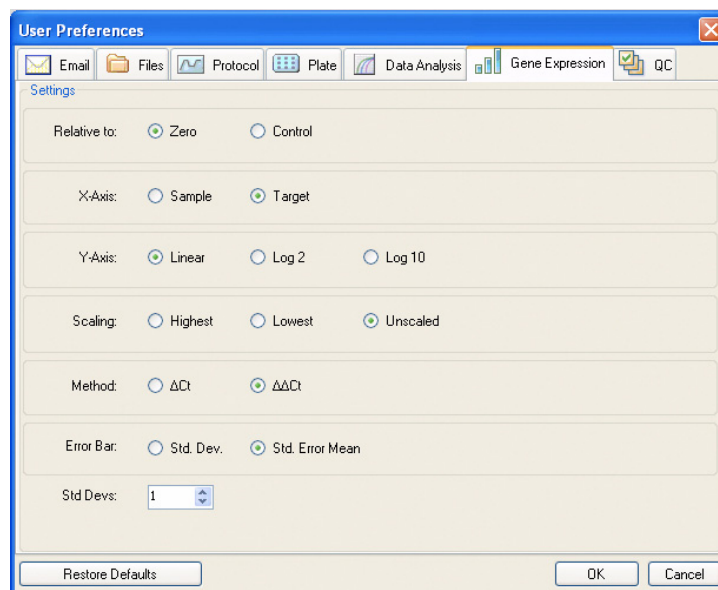 User Preferences
Email Files Protocol Plate Data Analysis Gene Expression QC
Settings
Relative to: Zero Control
X-Axis: Sample Target
Y-Axis: Linear Log 2 Log 10
Scaling: Highest Lowest Unscaled
Method: ΔCt ΔΔCt
Error Bar: Std. Dev. Std. Error Mean
Std Devs: 1
Restore Defaults OK Cancel